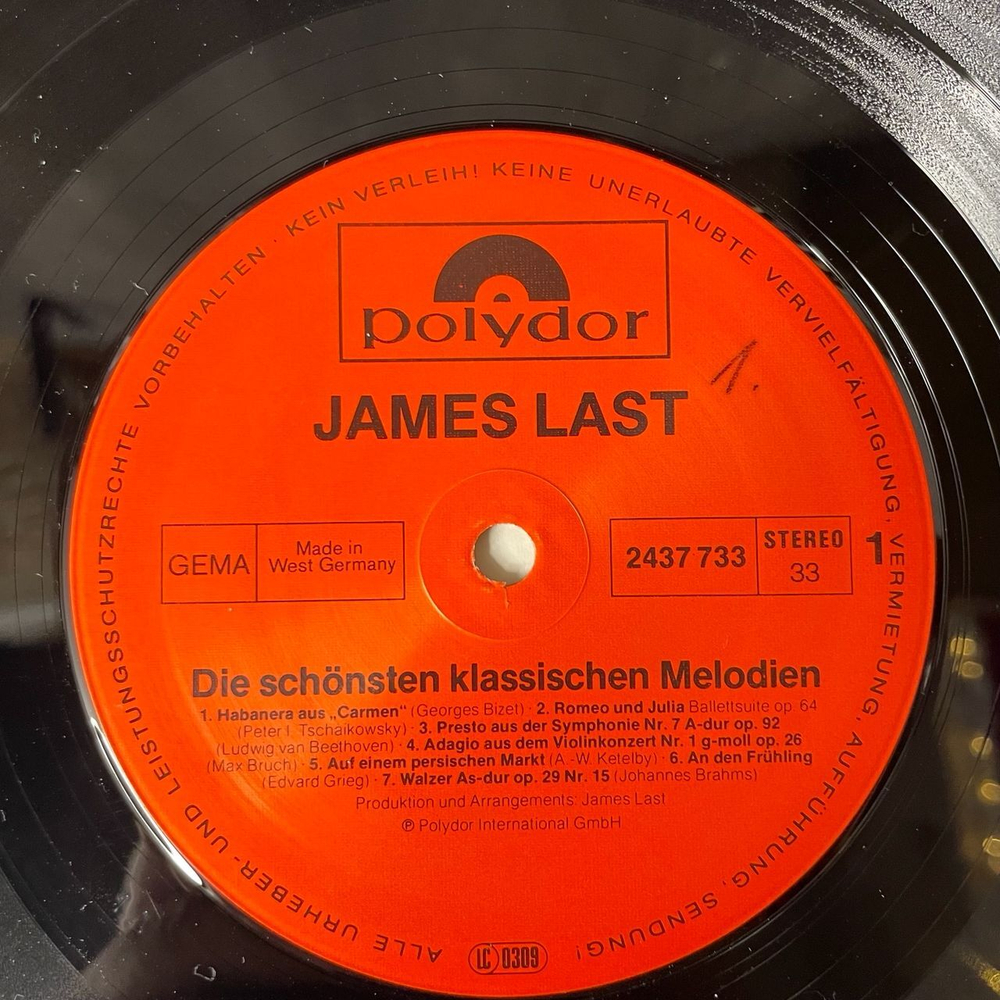 ALLE URHEBER- UND LEISTUNGSSCHUTZRECHTE VORBEHALTEN · KEIN VERLEIH! KEINE UNERLAUBTE VERVIELFÄLTIGUNG, VERMIETUNG, AUFFÜHRUNG, SENDUNG!
polydor
1.
JAMES LAST
GEMA
Made in
West Germany
2437 733
STEREO
33
1
Die schönsten klassischen Melodien
1. Habanera aus „Carmen“ (Georges Bizet) · 2. Romeo und Julia Ballettsuite op. 64
(Peter I. Tschaikowsky) · 3. Presto aus der Symphonie Nr. 7 A-dur op. 92
(Ludwig van Beethoven) · 4. Adagio aus dem Violinkonzert Nr. 1 g-moll op. 26
(Max Bruch) · 5. Auf einem persischen Markt (A.-W. Ketelby) · 6. An den Frühling
(Edvard Grieg) · 7. Walzer As-dur op. 29 Nr. 15 (Johannes Brahms)
Produktion und Arrangements: James Last
℗ Polydor International GmbH
LC 0309